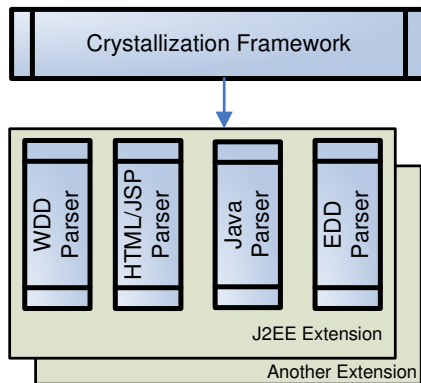 Crystallization Framework
WDD
Parser
HTML/JSP
Parser
Java
Parser
EDD
Parser
J2EE Extension
Another Extension